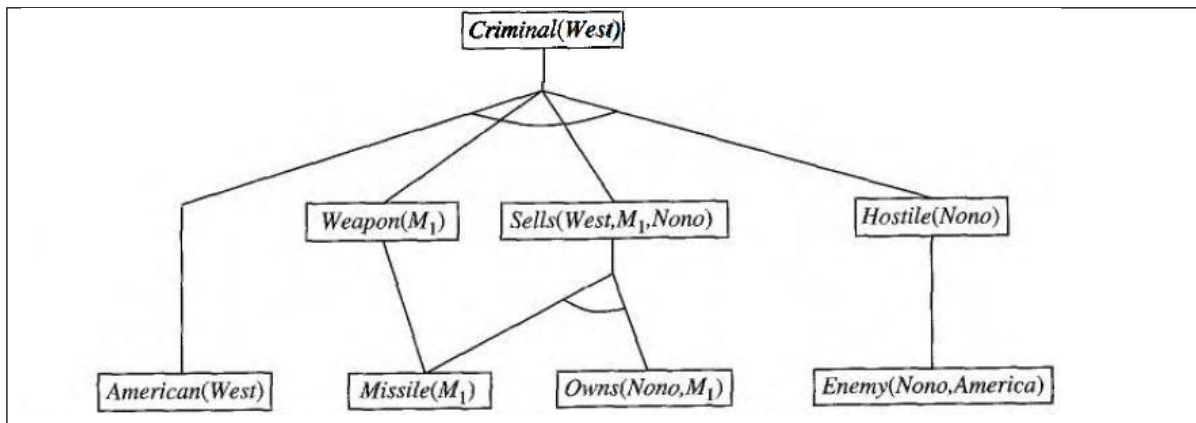 Criminal(West)
Weapon(M₁)
Sells(West,M₁,Nono)
Hostile(Nono)
American(West)
Missile(M₁)
Owns(Nono,M₁)
Enemy(Nono,America)